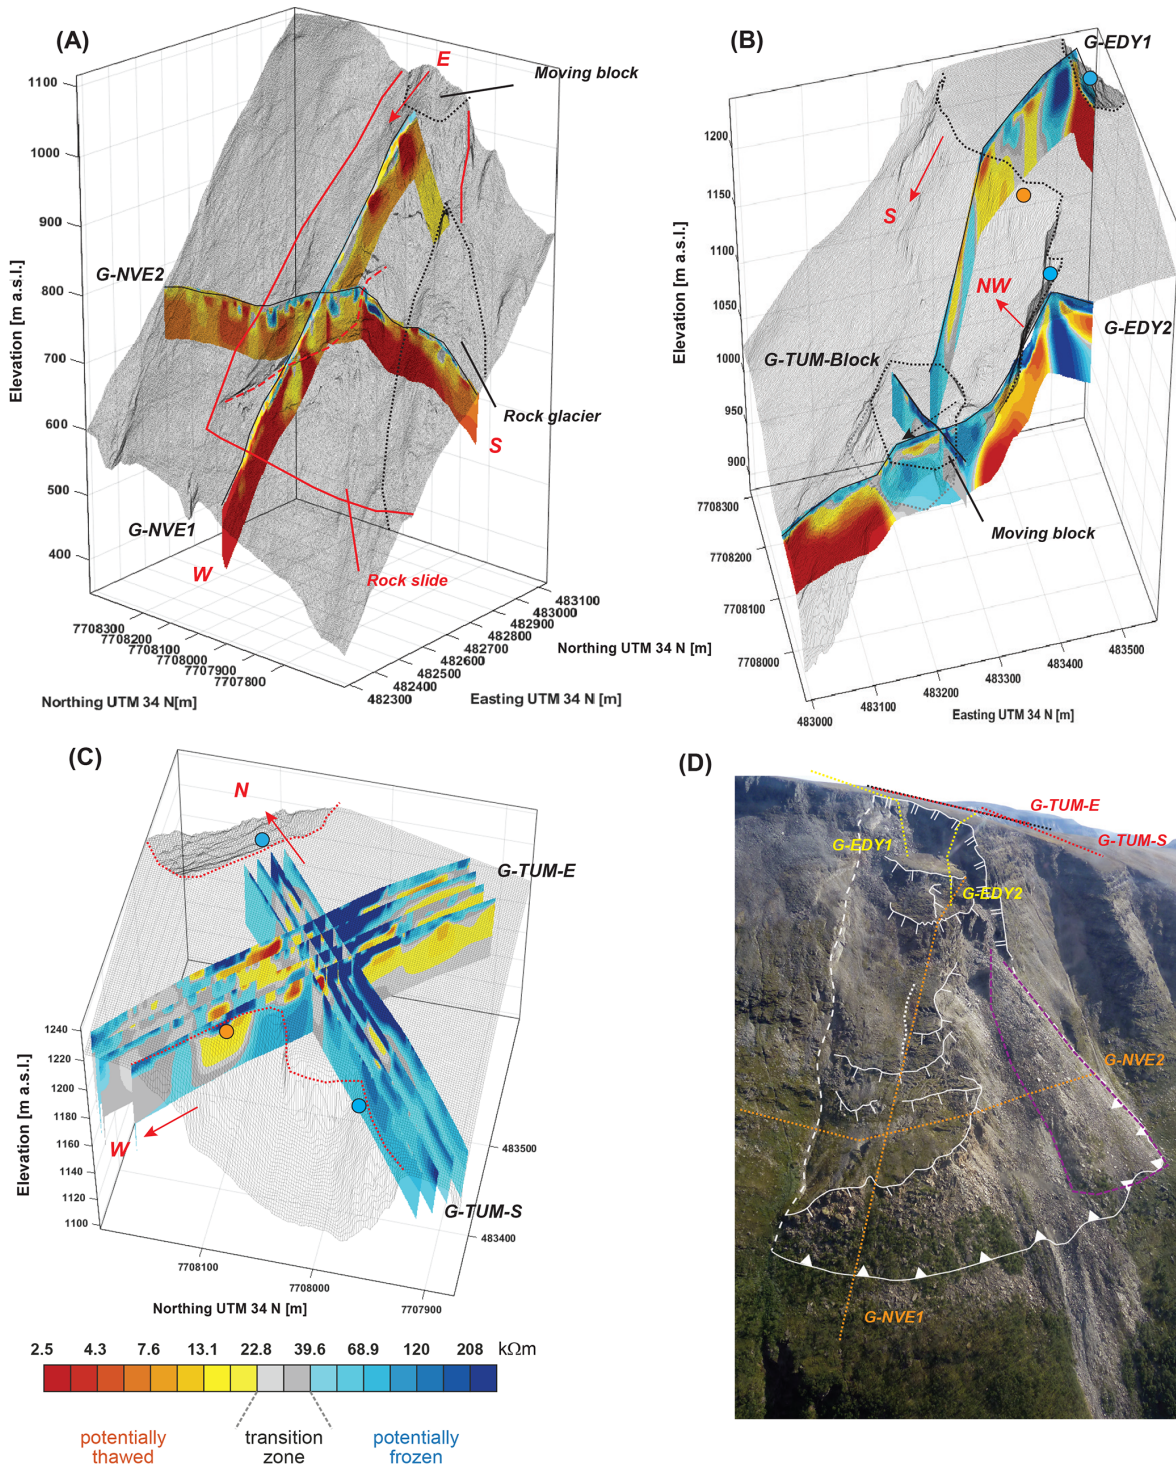 (A)
E
Moving block
1100
1000
900
800
700
600
500
400
Elevation [m a.s.l.]
G-NVE2
Rock glacier
S
G-NVE1
W
Rock slide
7708300
7708200
7708100
7708000
7707900
7707800
Northing UTM 34 N[m]
483100
483000
482900
482800
482700
482600
482500
482400
482300
Northing UTM 34 N [m]
Easting UTM 34 N [m]
(B)
G-EDY1
1200
1150
1100
1050
1000
950
900
Elevation [m a.s.l.]
S
NW
G-EDY2
G-TUM-Block
Moving block
7708300
7708200
7708100
7708000
483000
483100
483200
483300
483400
483500
Easting UTM 34 N [m]
(C)
N
G-TUM-E
1240
1220
1200
1180
1160
1140
1120
1100
Elevation [m a.s.l.]
W
G-TUM-S
483500
483400
7708100
7708000
7707900
Northing UTM 34 N [m]
2.5 4.3 7.6 13.1 22.8 39.6 68.9 120 208 kΩm
potentially thawed
transition zone
potentially frozen
(D)
G-TUM-E
G-TUM-S
G-EDY1
G-EDY2
G-NVE2
G-NVE1